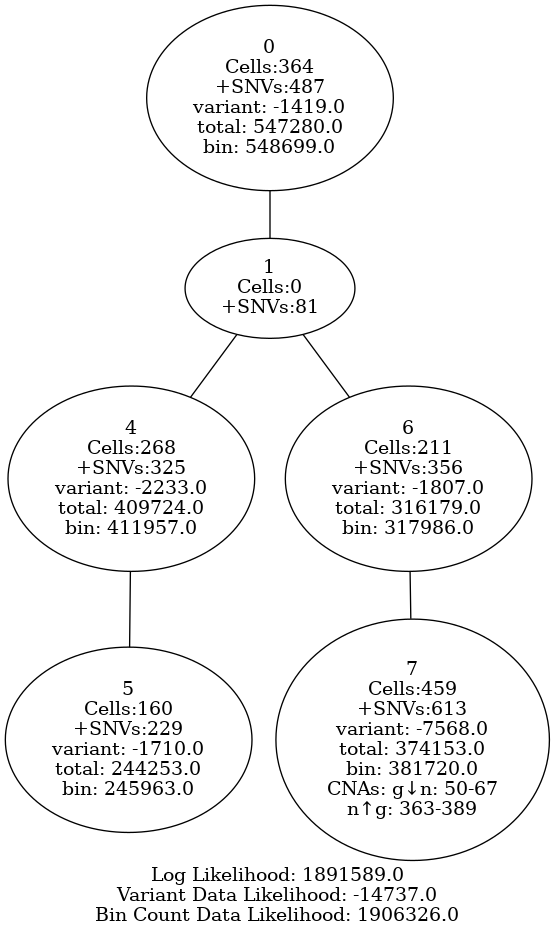 0
Cells:364
+SNVs:487
variant: -1419.0
total: 547280.0
bin: 548699.0
1
Cells:0
+SNVs:81
4
Cells:268
+SNVs:325
variant: -2233.0
total: 409724.0
bin: 411957.0
6
Cells:211
+SNVs:356
variant: -1807.0
total: 316179.0
bin: 317986.0
5
Cells:160
+SNVs:229
variant: -1710.0
total: 244253.0
bin: 245963.0
7
Cells:459
+SNVs:613
variant: -7568.0
total: 374153.0
bin: 381720.0
CNAs: g↓n: 50-67
n↑g: 363-389
Log Likelihood: 1891589.0
Variant Data Likelihood: -14737.0
Bin Count Data Likelihood: 1906326.0